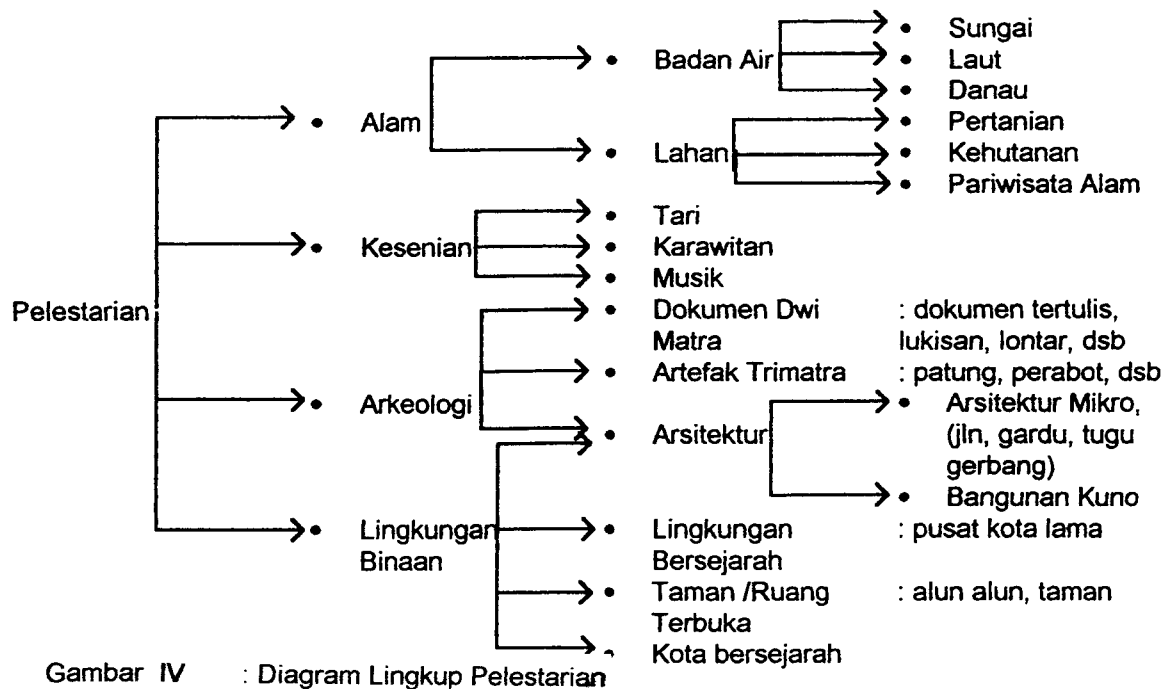 Pelestarian
• Alam
• Badan Air
• Sungai
• Laut
• Danau
• Lahan
• Pertanian
• Kehutanan
• Pariwisata Alam
• Kesenian
• Tari
• Karawitan
• Musik
• Arkeologi
• Dokumen Dwi : dokumen tertulis,
Matra lukisan, lontar, dsb
• Artefak Trimatra : patung, perabot, dsb
• Arsitektur
• Arsitektur Mikro,
(jln, gardu, tugu
gerbang)
• Bangunan Kuno
• Lingkungan
Binaan
• Lingkungan : pusat kota lama
Bersejarah
• Taman /Ruang : alun alun, taman
Terbuka
• Kota bersejarah
Gambar IV : Diagram Lingkup Pelestarian